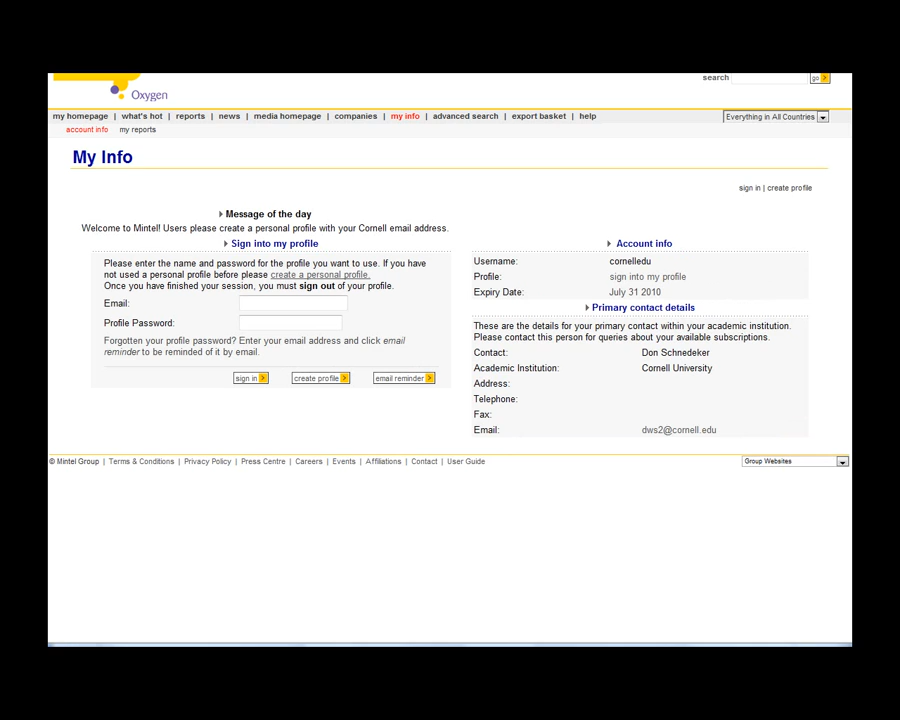 search
go
Oxygen
my homepage | what's hot | reports | news | media homepage | companies | my info | advanced search | export basket | help
Everything in All Countries
account info my reports
My Info
sign in | create profile
Message of the day
Welcome to Mintel! Users please create a personal profile with your Cornell email address.
Sign into my profile
Please enter the name and password for the profile you want to use. If you have
not used a personal profile before please create a personal profile.
Once you have finished your session, you must sign out of your profile.
Email:
Profile Password:
Forgotten your profile password? Enter your email address and click email
reminder to be reminded of it by email.
sign in create profile email reminder
Account info
Username: cornelledu
Profile: sign into my profile
Expiry Date: July 31 2010
Primary contact details
These are the details for your primary contact within your academic institution.
Please contact this person for queries about your available subscriptions.
Contact: Don Schnedeker
Academic Institution: Cornell University
Address:
Telephone:
Fax:
Email: dws2@cornell.edu
© Mintel Group | Terms & Conditions | Privacy Policy | Press Centre | Careers | Events | Affiliations | Contact | User Guide
Group Websites